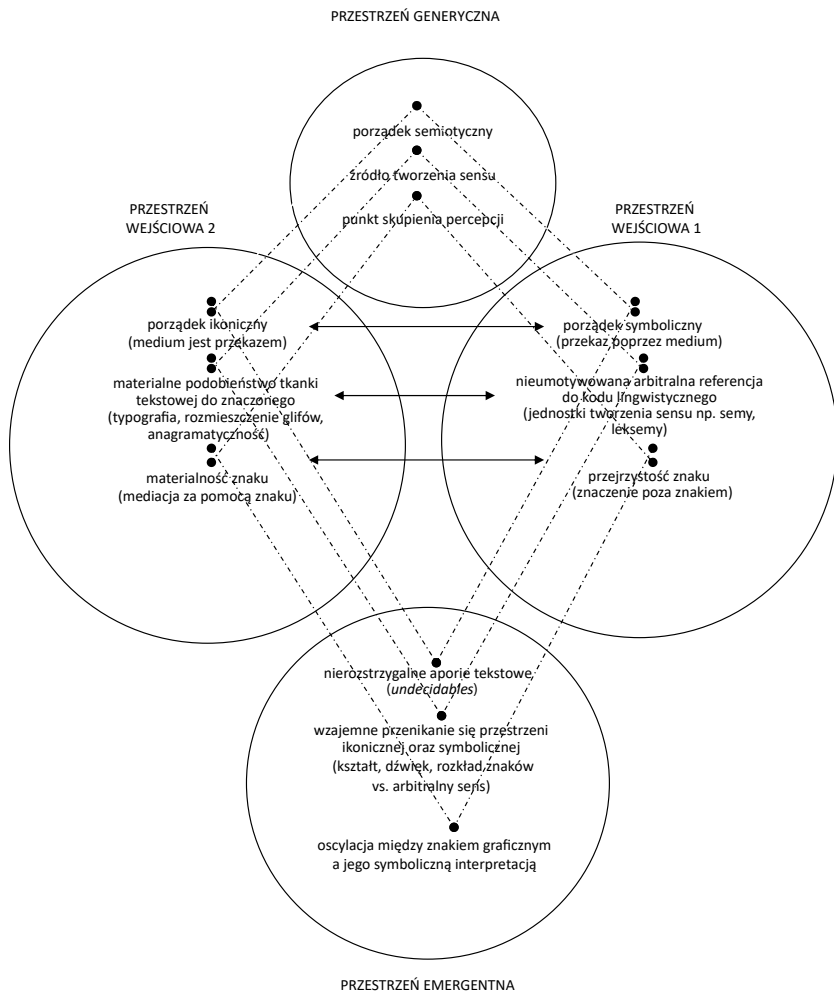 PRZESTRZEŃ GENERYCZNA
porządek semiotyczny
źródło tworzenia sensu
punkt skupienia percepcji
PRZESTRZEŃ
WEJŚCIOWA 2
PRZESTRZEŃ
WEJŚCIOWA 1
porządek ikoniczny
(medium jest przekazem)
materialne podobieństwo tkanki
tekstowej do znaczonego
(typografia, rozmieszczenie glifów,
anagramatyczność)
materialność znaku
(mediacja za pomocą znaku)
porządek symboliczny
(przekaz poprzez medium)
nieumotywowana arbitralna referencja
do kodu lingwistycznego
(jednostki tworzenia sensu np. semy,
leksemy)
przejrzystość znaku
(znaczenie poza znakiem)
nierozstrzygalne aporie tekstowe
(undecidables)
wzajemne przenikanie się przestrzeni
ikonicznej oraz symbolicznej
(kształt, dźwięk, rozkład znaków
vs. arbitralny sens)
oscylacja między znakiem graficznym
a jego symboliczną interpretacją
PRZESTRZEŃ EMERGENTNA